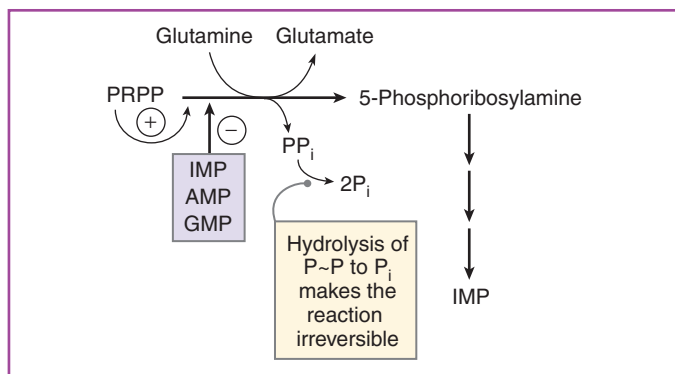 Glutamine Glutamate
PRPP 5-Phosphoribosylamine
+ −
PPi
2Pi
IMP
AMP
GMP
Hydrolysis of
P~P to Pi
makes the
reaction
irreversible
IMP